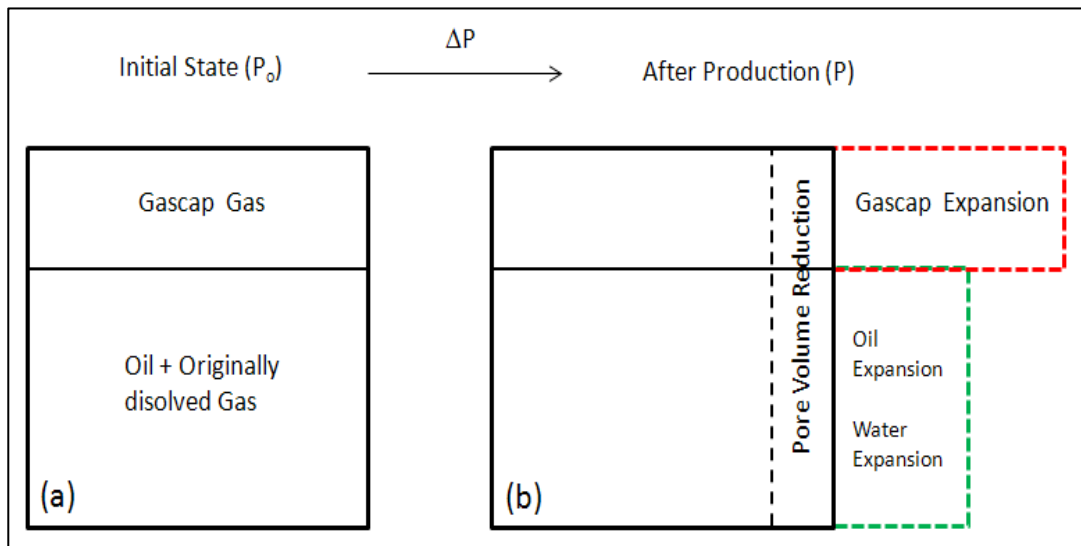 ΔP
Initial State (Pₒ)
After Production (P)
Gascap Gas
Oil + Originally
disolved Gas
(a)
Pore Volume Reduction
Gascap Expansion
Oil
Expansion
Water
Expansion
(b)